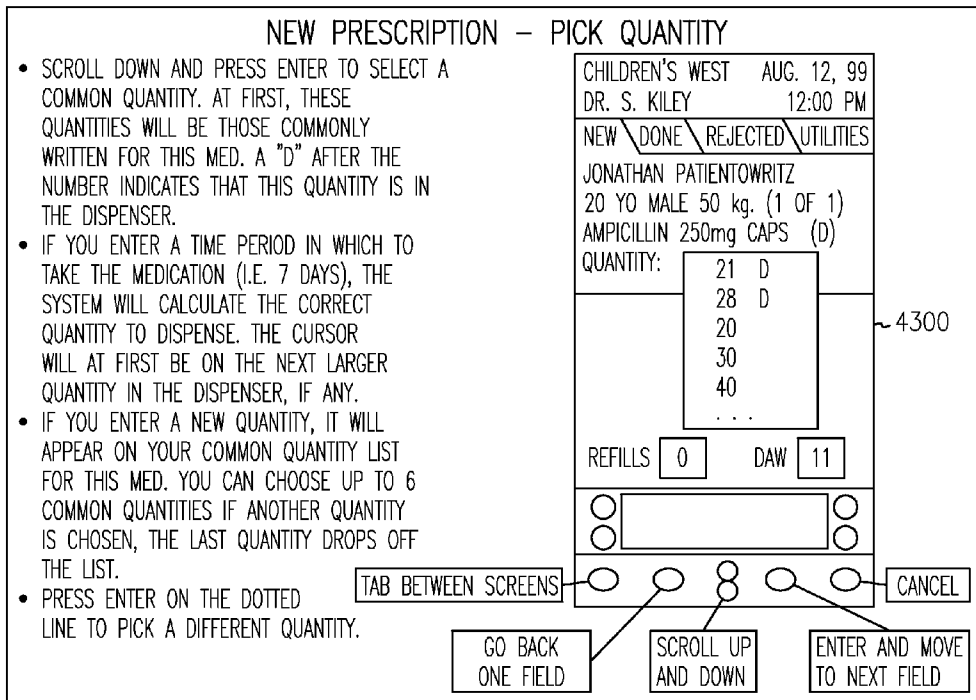 NEW PRESCRIPTION – PICK QUANTITY
• SCROLL DOWN AND PRESS ENTER TO SELECT A
COMMON QUANTITY. AT FIRST, THESE
QUANTITIES WILL BE THOSE COMMONLY
WRITTEN FOR THIS MED. A "D" AFTER THE
NUMBER INDICATES THAT THIS QUANTITY IS IN
THE DISPENSER.
• IF YOU ENTER A TIME PERIOD IN WHICH TO
TAKE THE MEDICATION (I.E. 7 DAYS), THE
SYSTEM WILL CALCULATE THE CORRECT
QUANTITY TO DISPENSE. THE CURSOR
WILL AT FIRST BE ON THE NEXT LARGER
QUANTITY IN THE DISPENSER, IF ANY.
• IF YOU ENTER A NEW QUANTITY, IT WILL
APPEAR ON YOUR COMMON QUANTITY LIST
FOR THIS MED. YOU CAN CHOOSE UP TO 6
COMMON QUANTITIES IF ANOTHER QUANTITY
IS CHOSEN, THE LAST QUANTITY DROPS OFF
THE LIST.
• PRESS ENTER ON THE DOTTED
LINE TO PICK A DIFFERENT QUANTITY.
CHILDREN'S WEST AUG. 12, 99
DR. S. KILEY 12:00 PM
NEW DONE REJECTED UTILITIES
JONATHAN PATIENTOWRITZ
20 YO MALE 50 kg. (1 OF 1)
AMPICILLIN 250mg CAPS (D)
QUANTITY:
21 D
28 D
20
30
40
. . .
4300
REFILLS 0 DAW 11
TAB BETWEEN SCREENS
CANCEL
GO BACK
ONE FIELD
SCROLL UP
AND DOWN
ENTER AND MOVE
TO NEXT FIELD